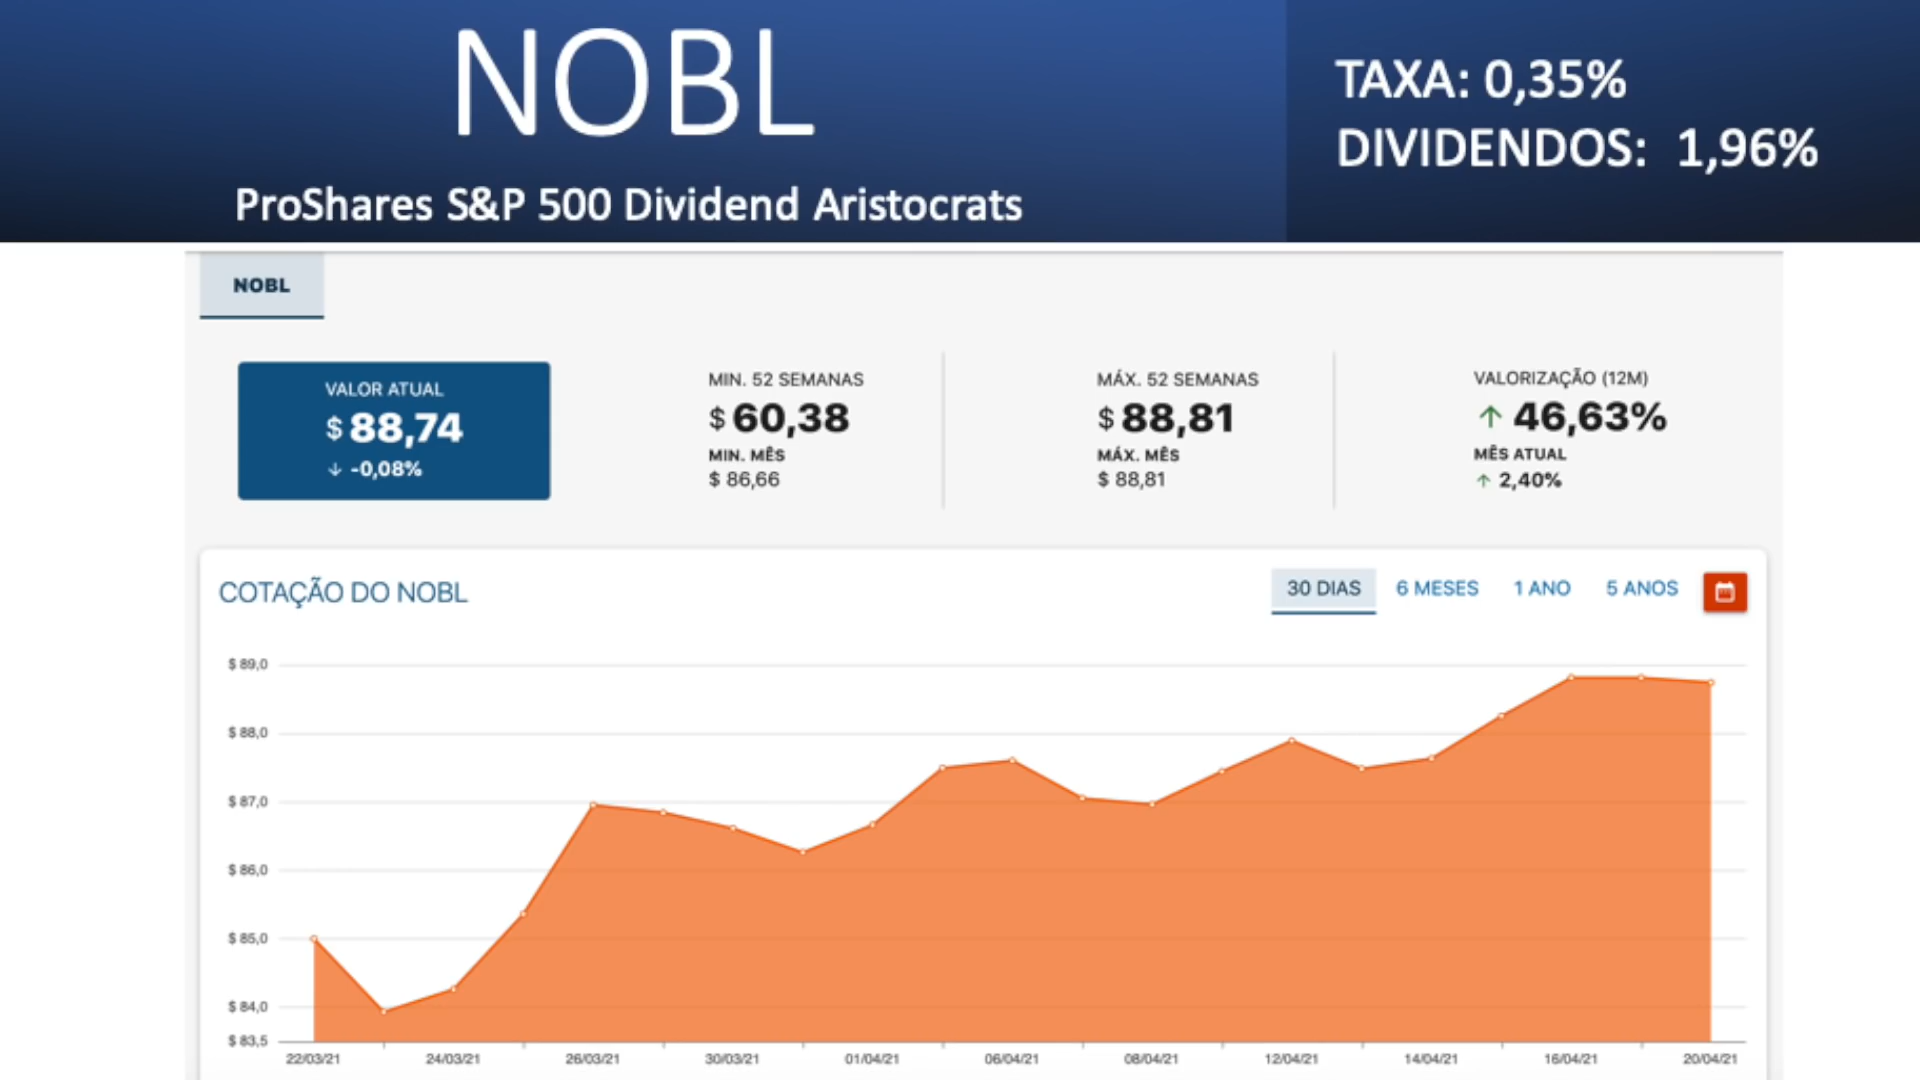 NOBL
ProShares S&P 500 Dividend Aristocrats
TAXA: 0,35%
DIVIDENDOS: 1,96%
NOBL
VALOR ATUAL
$ 88,74
↓ -0,08%
MIN. 52 SEMANAS
$ 60,38
MIN. MÊS
$ 86,66
MÁX. 52 SEMANAS
$ 88,81
MÁX. MÊS
$ 88,81
VALORIZAÇÃO (12M)
↑ 46,63%
MÊS ATUAL
↑ 2,40%
COTAÇÃO DO NOBL
30 DIAS 6 MESES 1 ANO 5 ANOS
$ 89,0
$ 88,0
$ 87,0
$ 86,0
$ 85,0
$ 84,0
$ 83,5
22/03/21 24/03/21 26/03/21 30/03/21 01/04/21 06/04/21 08/04/21 12/04/21 14/04/21 16/04/21 20/04/21